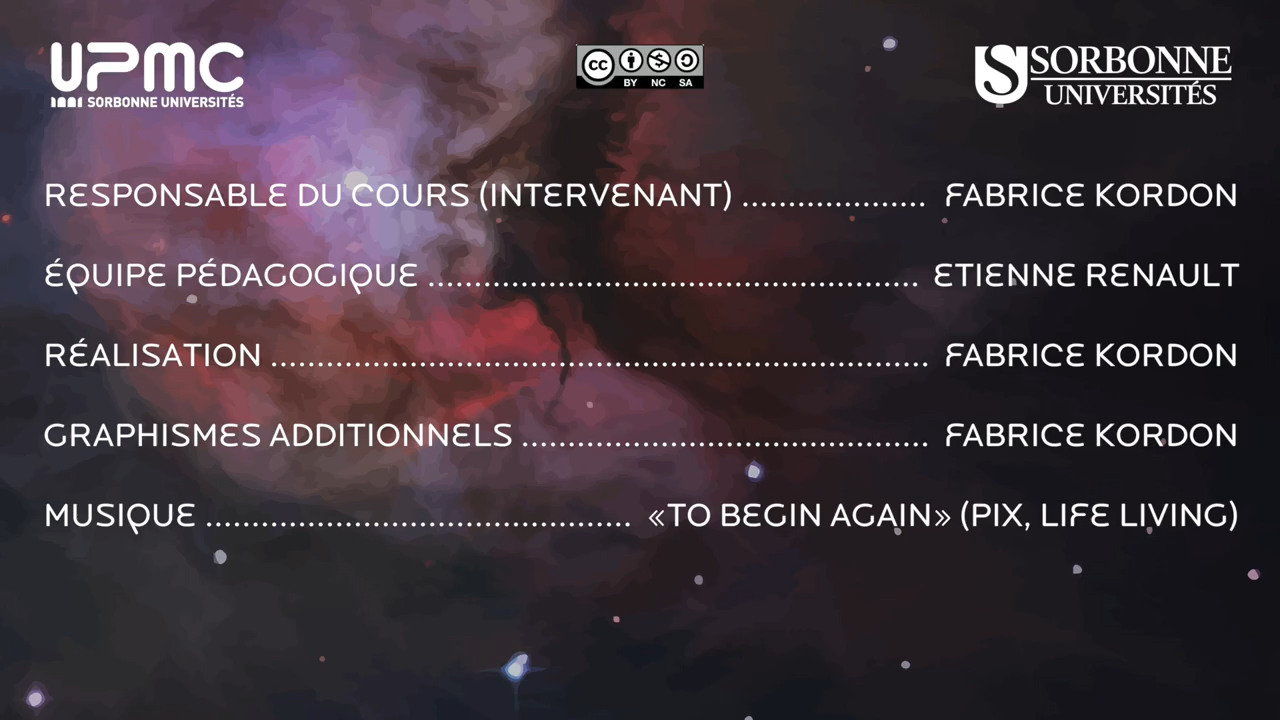 UPMC
SORBONNE UNIVERSITÉS
CC BY NC SA
SORBONNE
UNIVERSITÉS
RESPONSABLE DU COURS (INTERVENANT) .................... FABRICE KORDON
ÉQUIPE PÉDAGOGIQUE ..................................................... ETIENNE RENAULT
RÉALISATION ....................................................................... FABRICE KORDON
GRAPHISMES ADDITIONNELS ............................................ FABRICE KORDON
MUSIQUE .............................................. «TO BEGIN AGAIN» (PIX, LIFE LIVING)